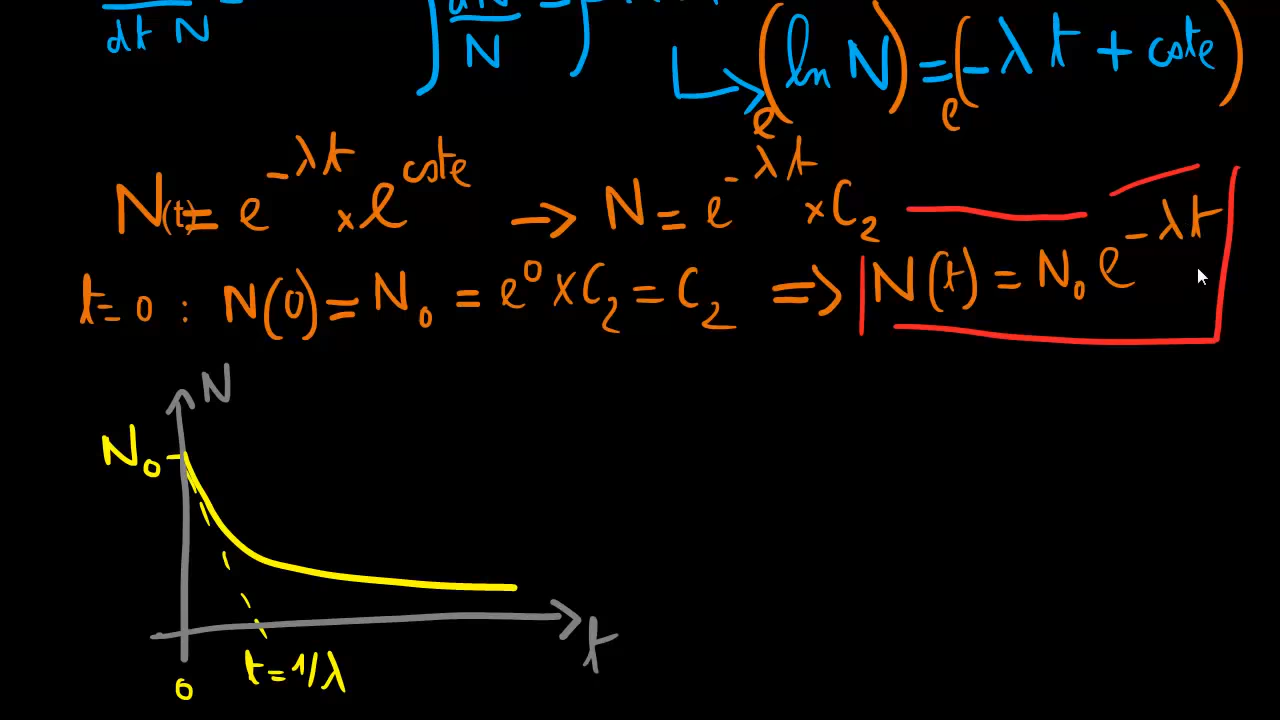 dt N N (ln N) = (-λt + cste)
e e
N(t) = e^{-λt} × e^{cste} → N = e^{-λt} × C₂
t=0 : N(0) = N₀ = e⁰ × C₂ = C₂ ⇒ N(t) = N₀ e^{-λt}
N
N₀
t
0
t = 1/λ